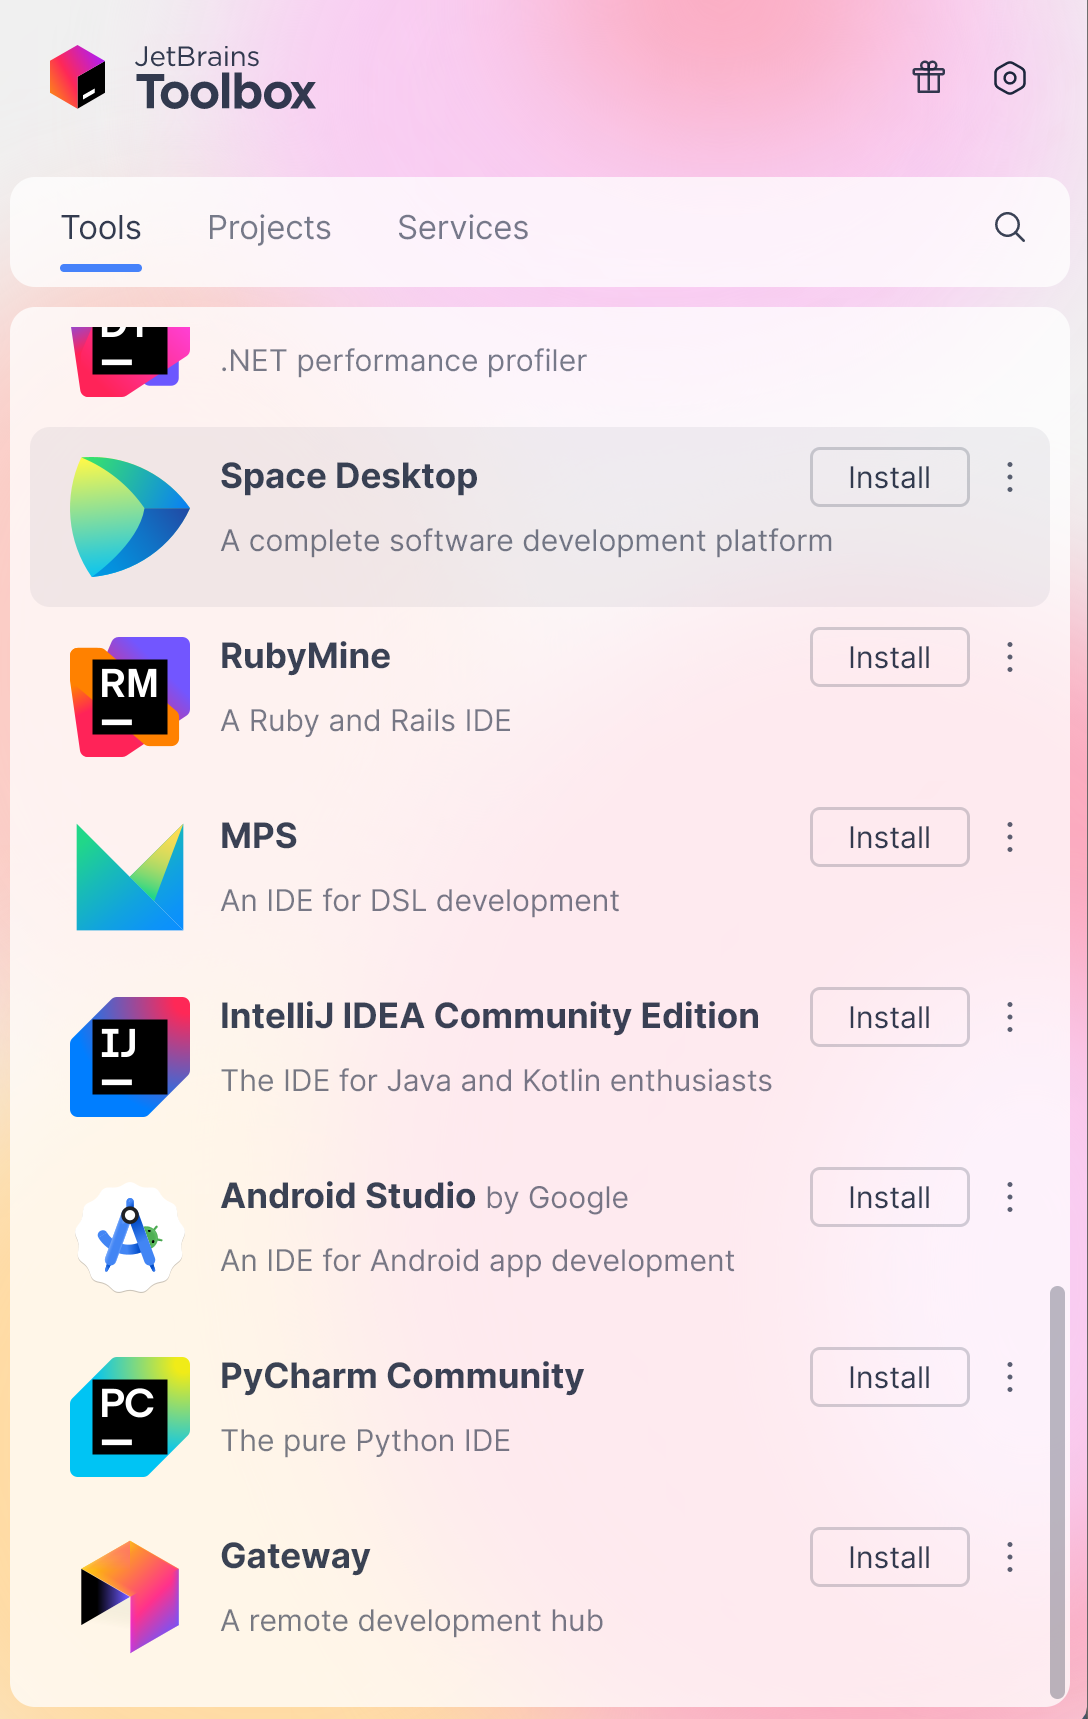 JetBrains
Toolbox
Tools Projects Services
.NET performance profiler
Space Desktop Install
A complete software development platform
RM RubyMine Install
A Ruby and Rails IDE
MPS Install
An IDE for DSL development
IJ IntelliJ IDEA Community Edition Install
The IDE for Java and Kotlin enthusiasts
Android Studio by Google Install
An IDE for Android app development
PC PyCharm Community Install
The pure Python IDE
Gateway Install
A remote development hub